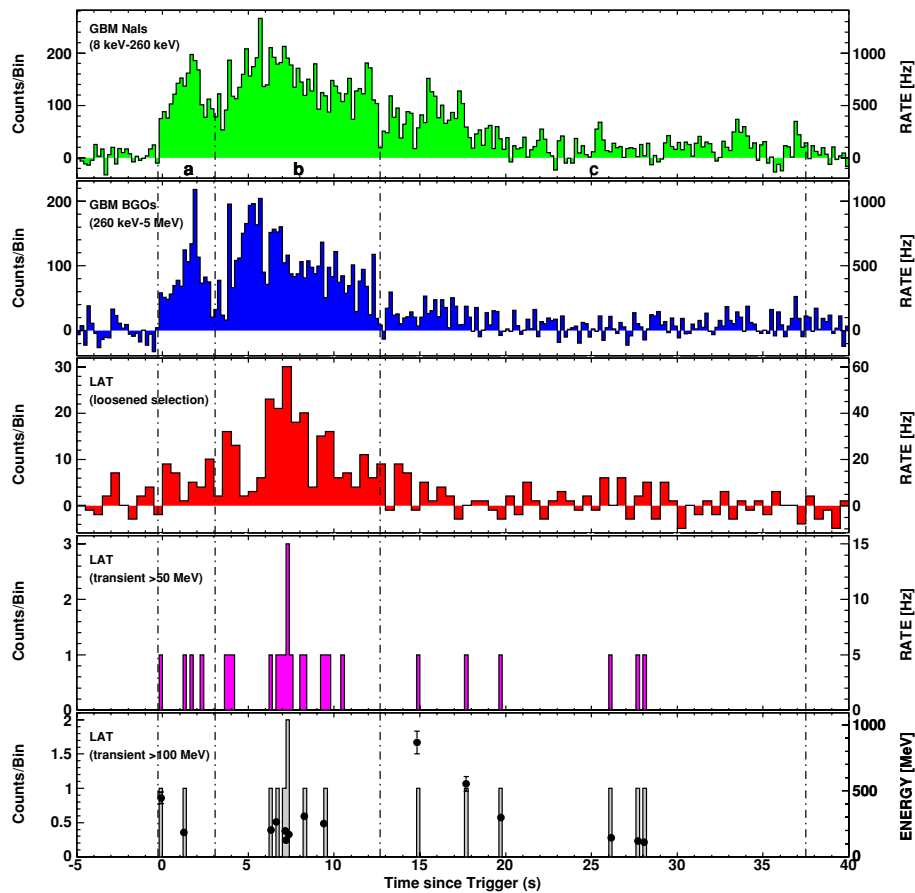 GBM NaIs
(8 keV-260 keV)
Counts/Bin
RATE [Hz]
200
100
0
1000
500
0
a
b
c
GBM BGOs
(260 keV-5 MeV)
Counts/Bin
RATE [Hz]
200
100
0
1000
500
0
LAT
(loosened selection)
Counts/Bin
RATE [Hz]
30
20
10
0
60
40
20
0
LAT
(transient >50 MeV)
Counts/Bin
RATE [Hz]
3
2
1
0
15
10
5
0
LAT
(transient >100 MeV)
Counts/Bin
ENERGY [MeV]
2
1.5
1
0.5
0
1000
500
0
-5 0 5 10 15 20 25 30 35 40
Time since Trigger (s)